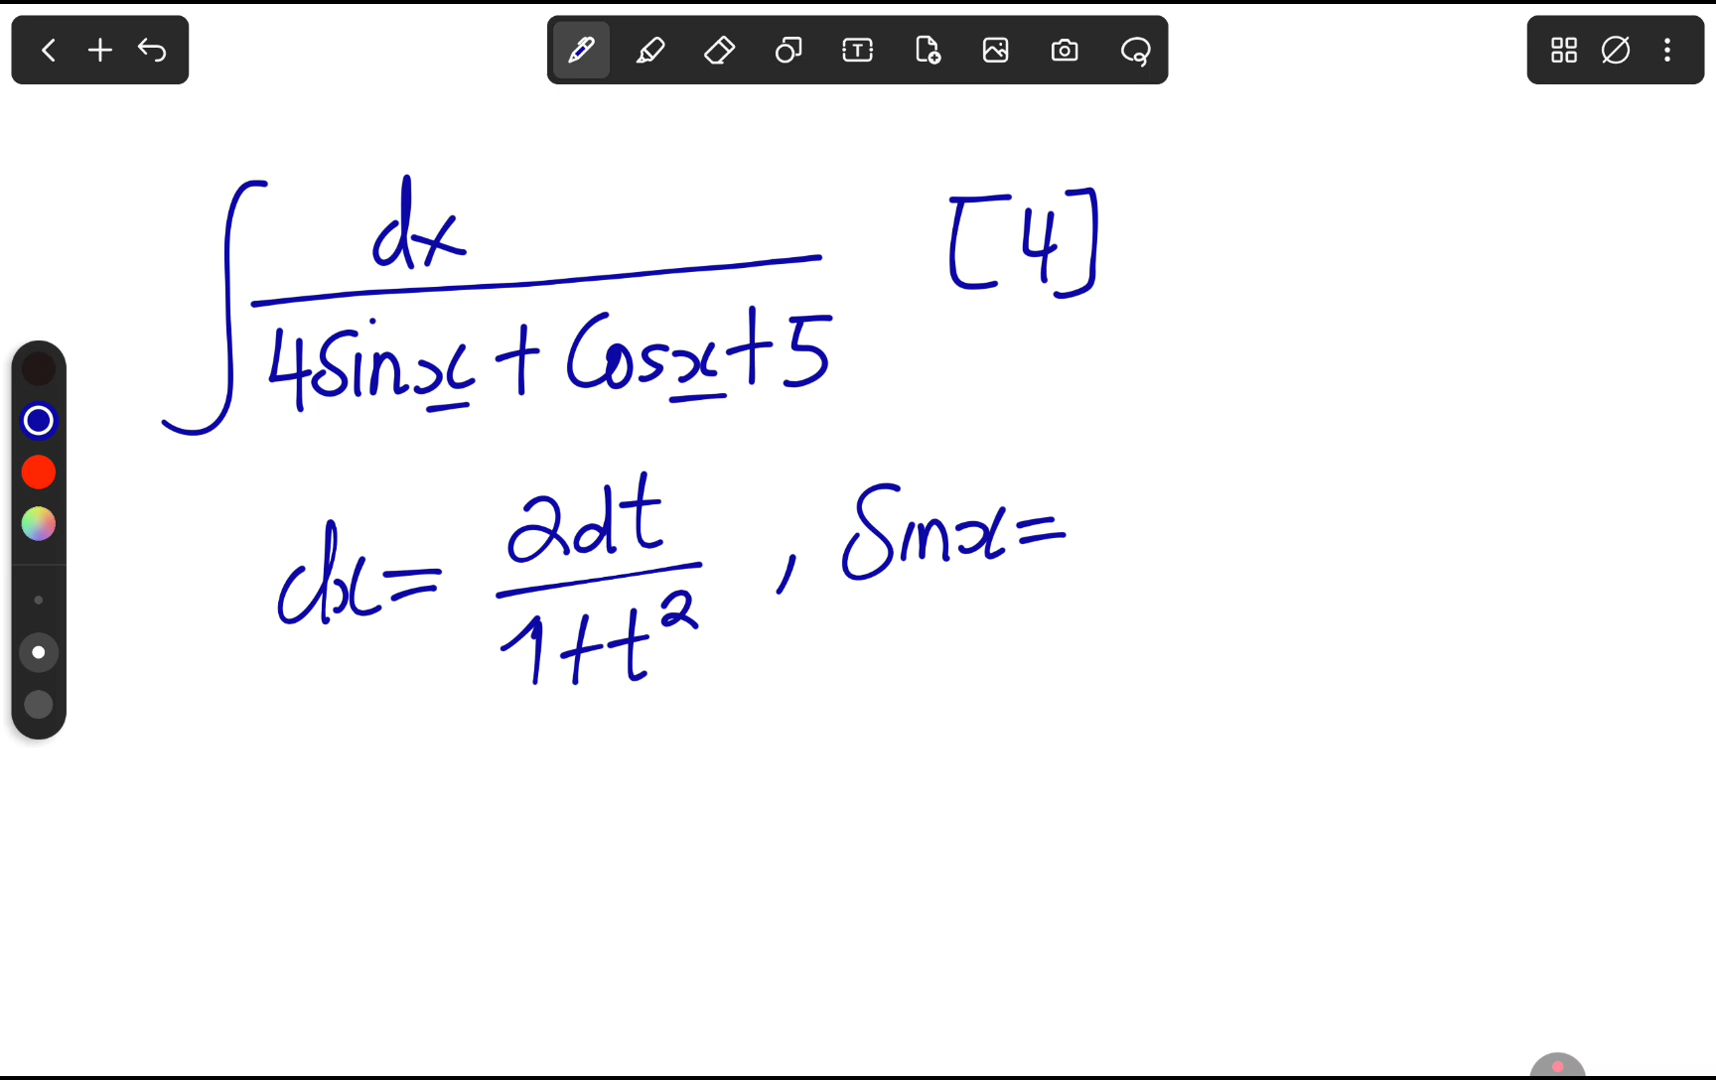 ∫ dx / (4Sinx + Cosx + 5) [4]
dx = 2dt / (1+t²) , Sinx =